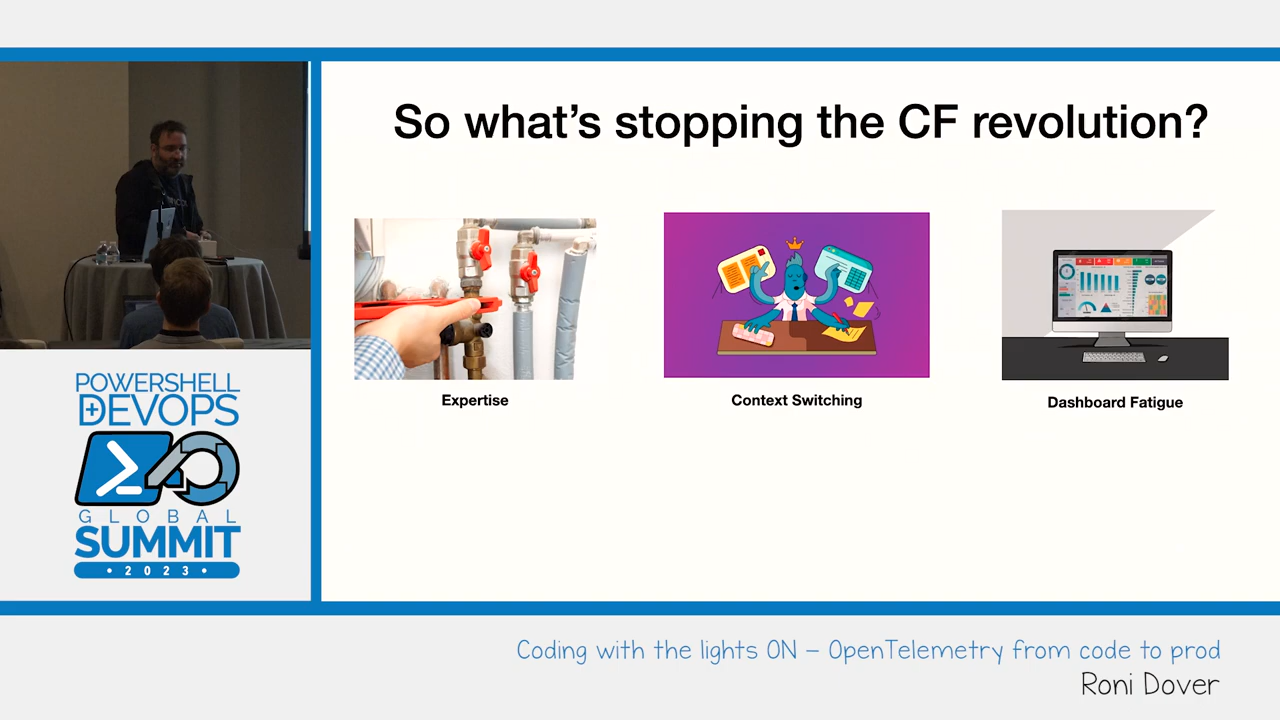 So what's stopping the CF revolution?
Expertise
Context Switching
Dashboard Fatigue
POWERSHELL
+DEVOPS
GLOBAL
SUMMIT
• 2023 •
Coding with the lights ON – OpenTelemetry from code to prod
Roni Dover